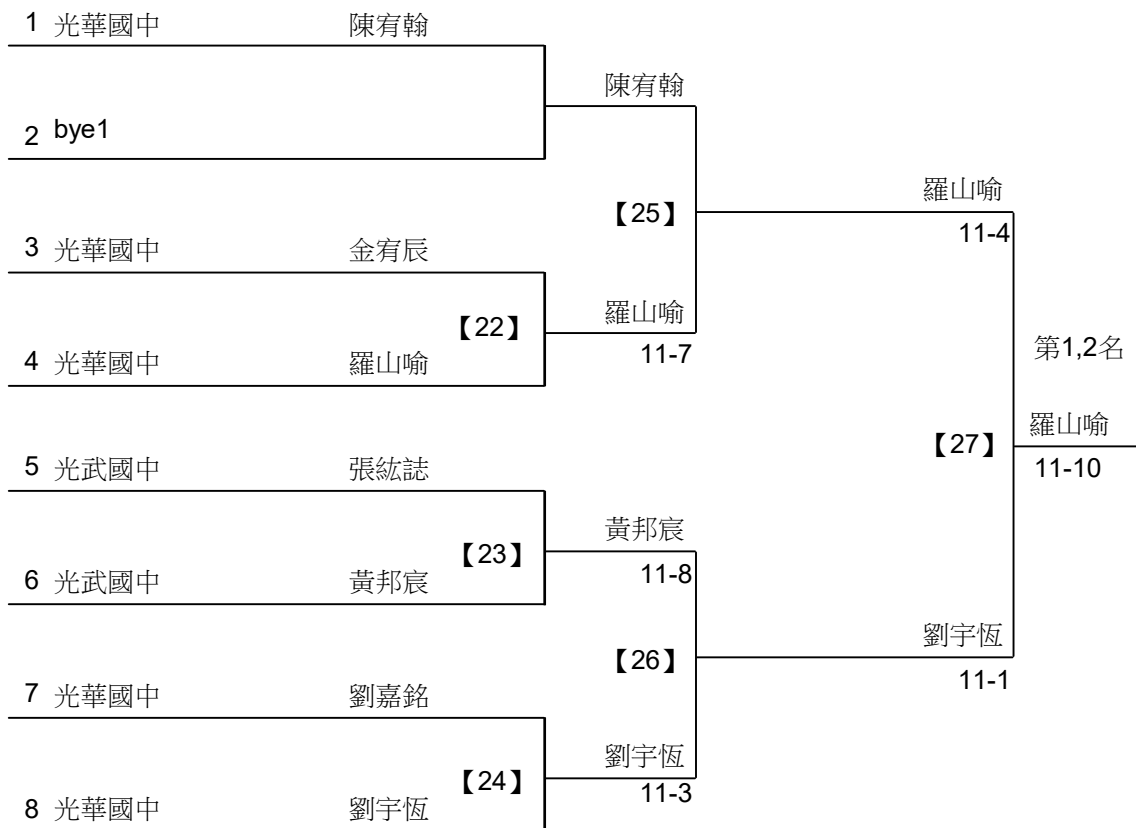 1 光華國中 陳宥翰
陳宥翰
2 bye1
【25】
羅山喻
11-4
3 光華國中 金宥辰
【22】
羅山喻
11-7
4 光華國中 羅山喻
第1,2名
【27】
羅山喻
11-10
5 光武國中 張紘誌
【23】
黃邦宸
11-8
6 光武國中 黃邦宸
【26】
劉宇恆
11-1
7 光華國中 劉嘉銘
【24】
劉宇恆
11-3
8 光華國中 劉宇恆